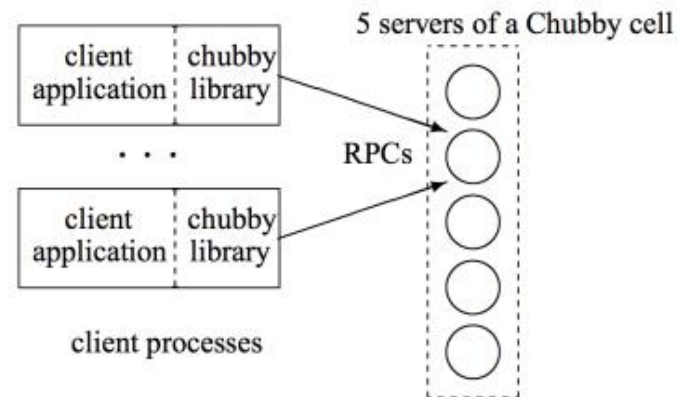 5 servers of a Chubby cell
client
application
chubby
library
. . .
RPCs
client
application
chubby
library
client processes